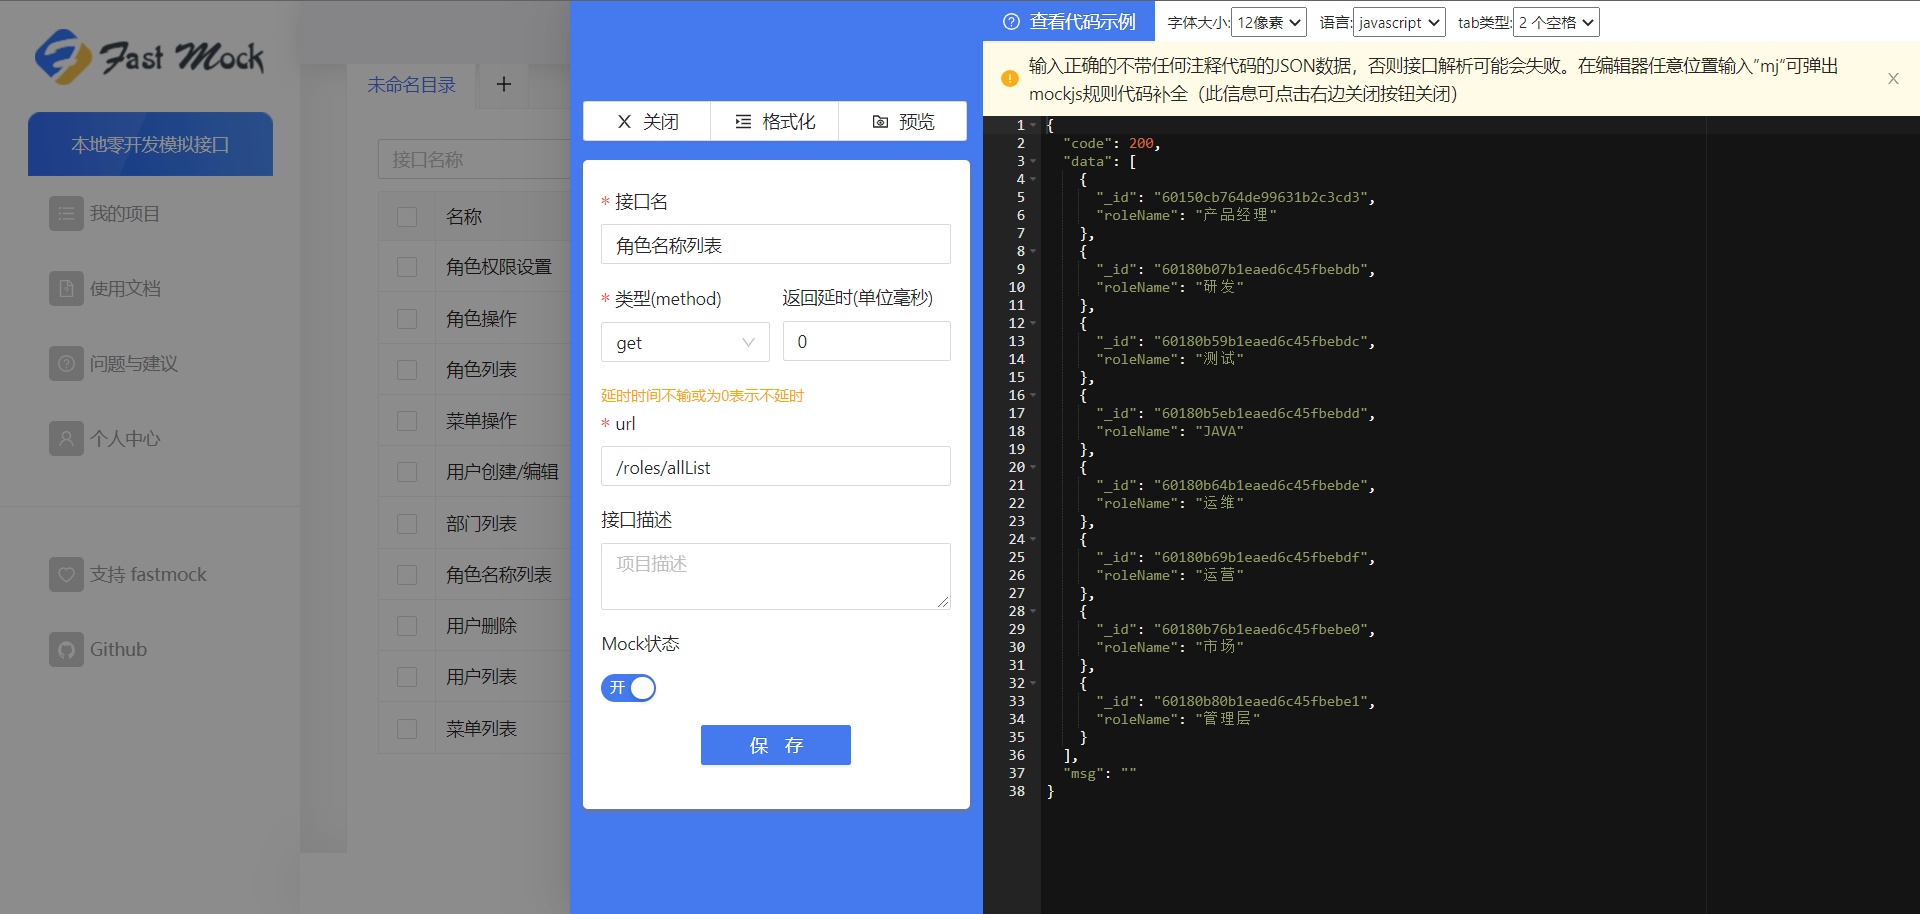 Fast Mock
本地零开发模拟接口
我的项目
使用文档
问题与建议
个人中心
支持 fastmock
Github
未命名目录
接口名称
名称
角色权限设置
角色操作
角色列表
菜单操作
用户创建/编辑
部门列表
角色名称列表
用户删除
用户列表
菜单列表
关闭
格式化
预览
* 接口名
角色名称列表
* 类型(method)
返回延时(单位毫秒)
get
0
延时时间不输或为0表示不延时
* url
/roles/allList
接口描述
项目描述
Mock状态
开
保 存
查看代码示例
字体大小: 12像素
语言: javascript
tab类型: 2 个空格
输入正确的不带任何注释代码的JSON数据，否则接口解析可能会失败。在编辑器任意位置输入”mj“可弹出
mockjs规则代码补全（此信息可点击右边关闭按钮关闭）
1 {
2 "code": 200,
3 "data": [
4 {
5 "_id": "60150cb764de99631b2c3cd3",
6 "roleName": "产品经理"
7 },
8 {
9 "_id": "60180b07b1eaed6c45fbebdb",
10 "roleName": "研发"
11 },
12 {
13 "_id": "60180b59b1eaed6c45fbebdc",
14 "roleName": "测试"
15 },
16 {
17 "_id": "60180b5eb1eaed6c45fbebdd",
18 "roleName": "JAVA"
19 },
20 {
21 "_id": "60180b64b1eaed6c45fbebde",
22 "roleName": "运维"
23 },
24 {
25 "_id": "60180b69b1eaed6c45fbebdf",
26 "roleName": "运营"
27 },
28 {
29 "_id": "60180b76b1eaed6c45fbebe0",
30 "roleName": "市场"
31 },
32 {
33 "_id": "60180b80b1eaed6c45fbebe1",
34 "roleName": "管理层"
35 }
36 ],
37 "msg": ""
38 }